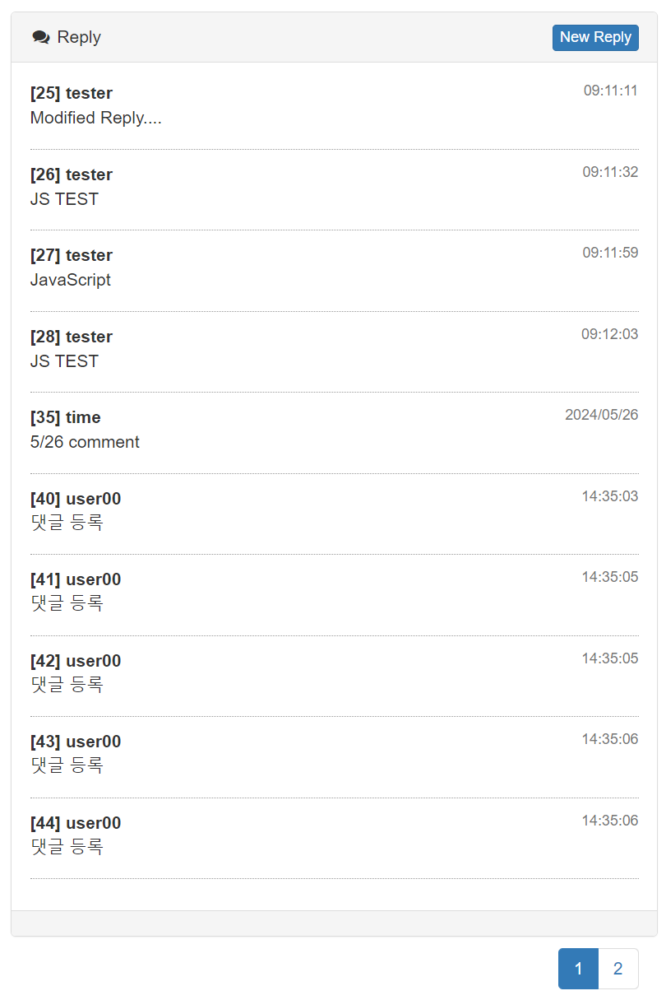 Reply New Reply
[25] tester 09:11:11
Modified Reply....
[26] tester 09:11:32
JS TEST
[27] tester 09:11:59
JavaScript
[28] tester 09:12:03
JS TEST
[35] time 2024/05/26
5/26 comment
[40] user00 14:35:03
댓글 등록
[41] user00 14:35:05
댓글 등록
[42] user00 14:35:05
댓글 등록
[43] user00 14:35:06
댓글 등록
[44] user00 14:35:06
댓글 등록
1 2